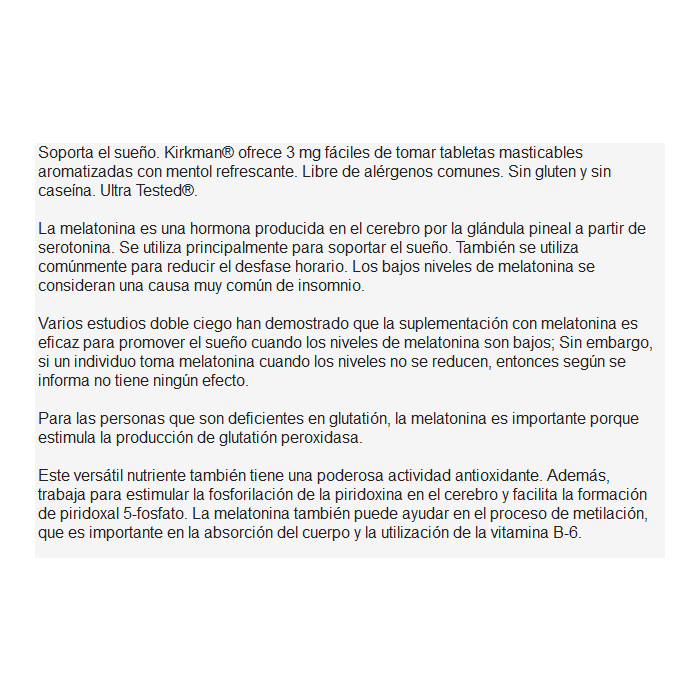 Soporta el sueño. Kirkman® ofrece 3 mg fáciles de tomar tabletas masticables
aromatizadas con mentol refrescante. Libre de alérgenos comunes. Sin gluten y sin
caseína. Ultra Tested®.
La melatonina es una hormona producida en el cerebro por la glándula pineal a partir de
serotonina. Se utiliza principalmente para soportar el sueño. También se utiliza
comúnmente para reducir el desfase horario. Los bajos niveles de melatonina se
consideran una causa muy común de insomnio.
Varios estudios doble ciego han demostrado que la suplementación con melatonina es
eficaz para promover el sueño cuando los niveles de melatonina son bajos; Sin embargo,
si un individuo toma melatonina cuando los niveles no se reducen, entonces según se
informa no tiene ningún efecto.
Para las personas que son deficientes en glutatión, la melatonina es importante porque
estimula la producción de glutatión peroxidasa.
Este versátil nutriente también tiene una poderosa actividad antioxidante. Además,
trabaja para estimular la fosforilación de la piridoxina en el cerebro y facilita la formación
de piridoxal 5-fosfato. La melatonina también puede ayudar en el proceso de metilación,
que es importante en la absorción del cuerpo y la utilización de la vitamina B-6.